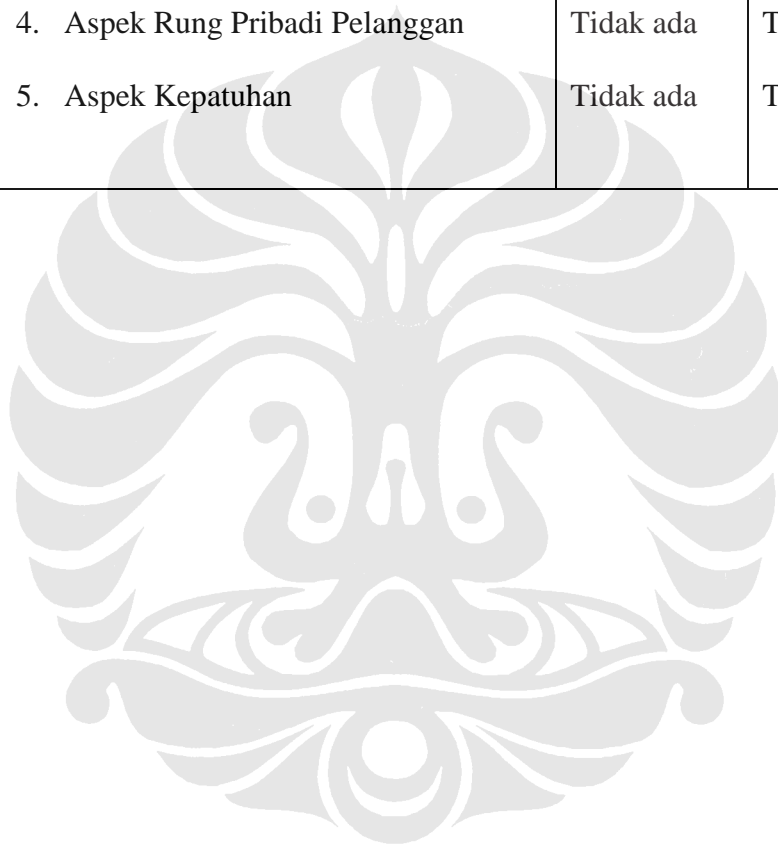 4. Aspek Rung Pribadi Pelanggan Tidak ada T
5. Aspek Kepatuhan Tidak ada T